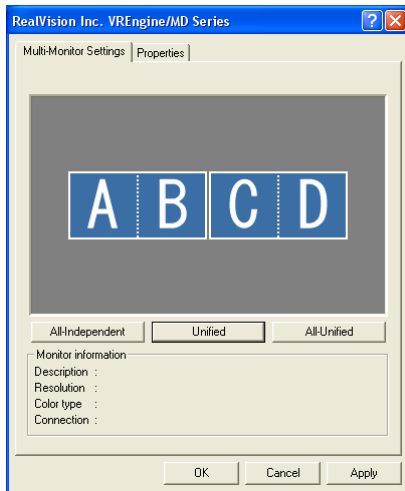 RealVision Inc. VREngine/MD Series
Multi-Monitor Settings Properties
A B C D
All-Independent Unified All-Unified
Monitor information
Description :
Resolution :
Color type :
Connection :
OK Cancel Apply